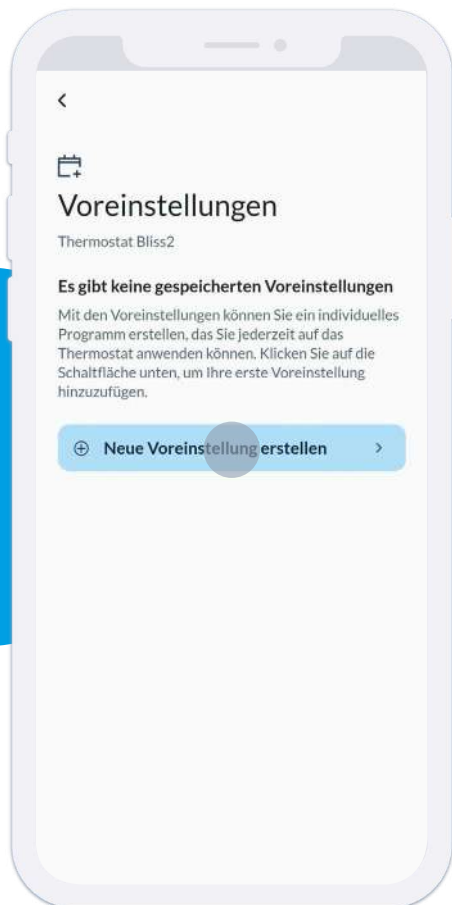 Voreinstellungen
Thermostat Bliss2
Es gibt keine gespeicherten Voreinstellungen
Mit den Voreinstellungen können Sie ein individuelles
Programm erstellen, das Sie jederzeit auf das
Thermostat anwenden können. Klicken Sie auf die
Schaltfläche unten, um Ihre erste Voreinstellung
hinzuzufügen.
Neue Voreinstellung erstellen